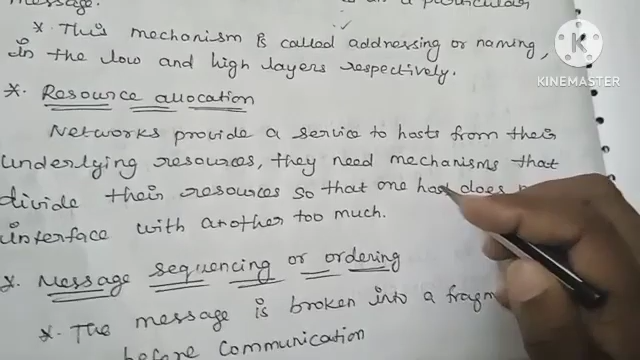 message.
* This mechanism is called addressing or naming,
in the low and high layers respectively.
*. Resource allocation
Networks provide a service to hosts from their
underlying resources, they need mechanisms that
divide their resources so that one host does
interface with another too much.
*. Message sequencing or ordering
*. The message is broken into a
before communication
KINEMASTER